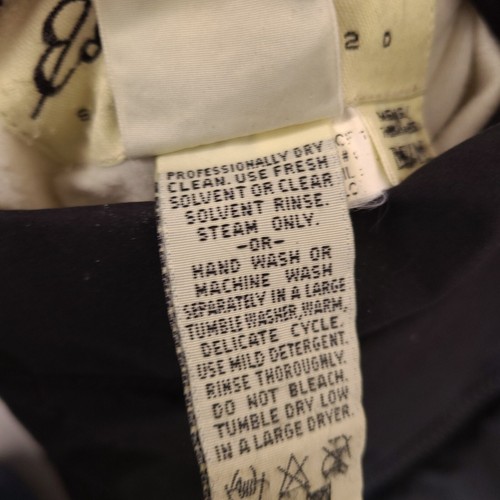 2 0
PROFESSIONALLY DRY
CLEAN. USE FRESH
SOLVENT OR CLEAR
SOLVENT RINSE.
STEAM ONLY.
-OR-
HAND WASH OR
MACHINE WASH
SEPARATELY IN A LARGE
TUMBLE WASHER, WARM,
DELICATE CYCLE.
USE MILD DETERGENT.
RINSE THOROUGHLY.
DO NOT BLEACH.
TUMBLE DRY LOW
IN A LARGE DRYER.